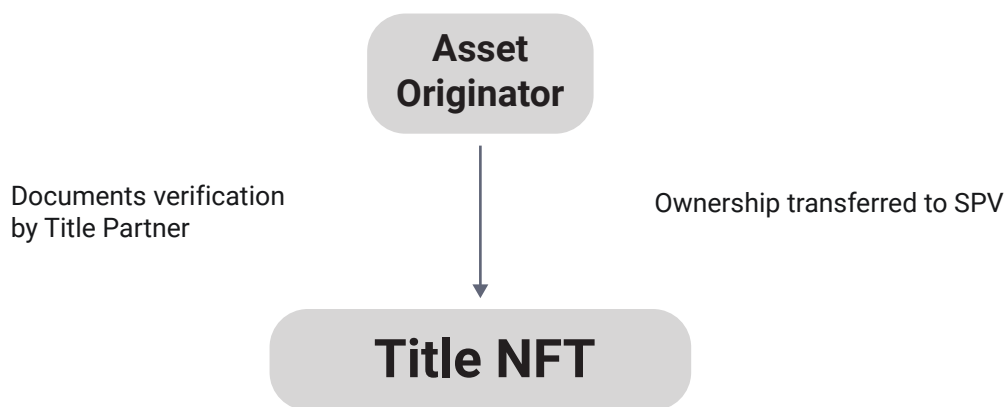 Asset
Originator
Documents verification
by Title Partner
Ownership transferred to SPV
Title NFT